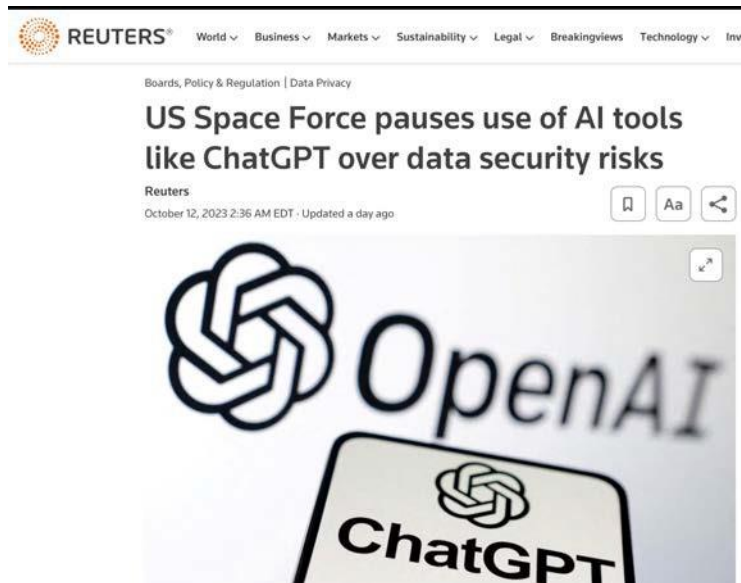 REUTERS®
World Business Markets Sustainability Legal Breakingviews Technology Inv
Boards, Policy & Regulation | Data Privacy
US Space Force pauses use of AI tools
like ChatGPT over data security risks
Reuters
October 12, 2023 2:36 AM EDT · Updated a day ago
Aa
OpenAI
ChatGPT